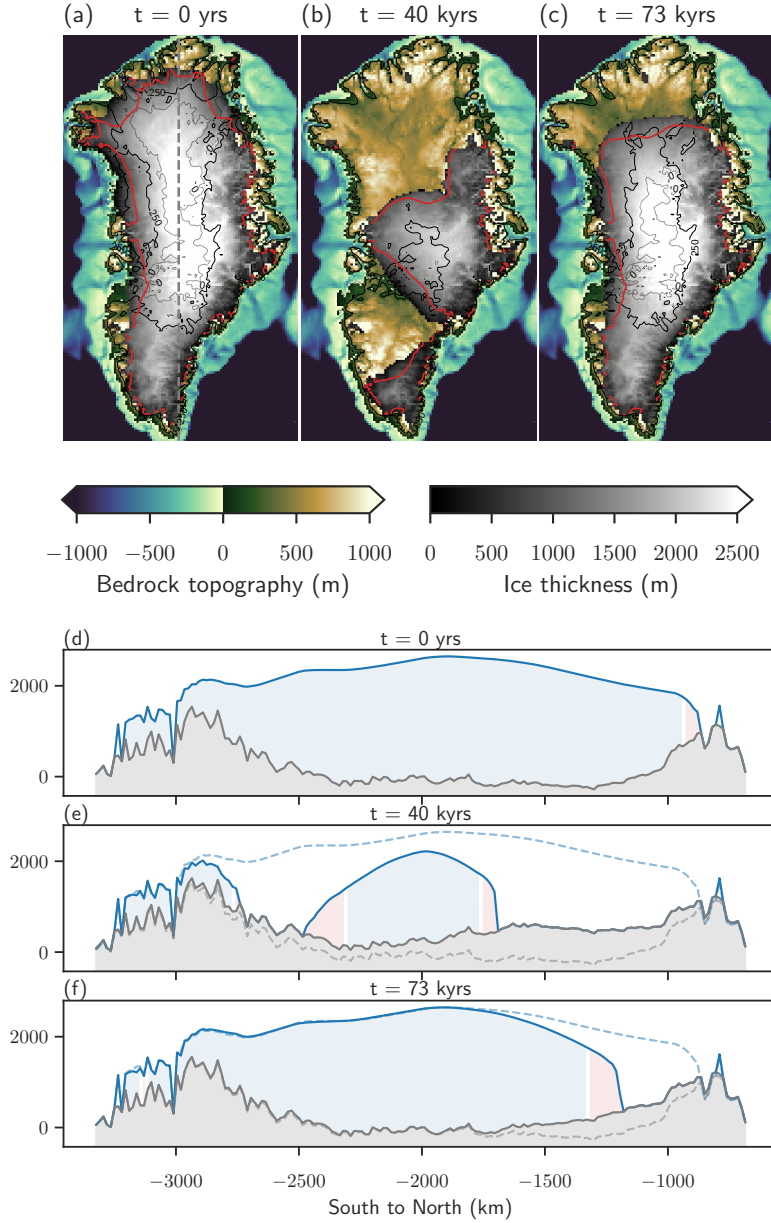 (a) t = 0 yrs (b) t = 40 kyrs (c) t = 73 kyrs
250
250
250
−1000 −500 0 500 1000
Bedrock topography (m)
0 500 1000 1500 2000 2500
Ice thickness (m)
(d) t = 0 yrs
2000
0
(e) t = 40 kyrs
2000
0
(f) t = 73 kyrs
2000
0
−3000 −2500 −2000 −1500 −1000
South to North (km)